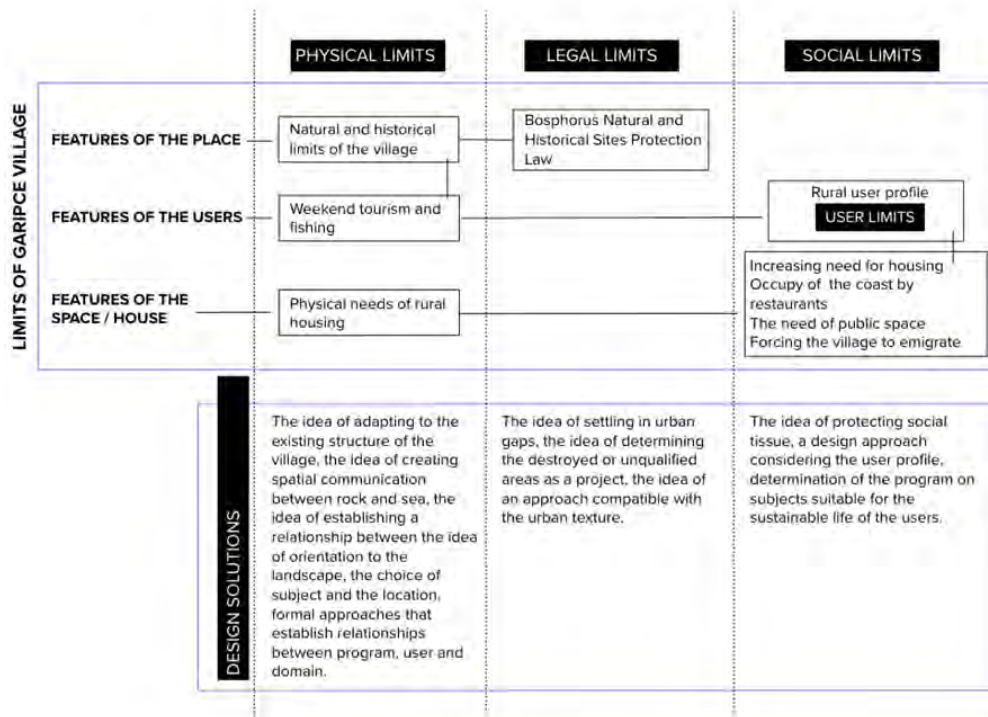 PHYSICAL LIMITS
LEGAL LIMITS
SOCIAL LIMITS
LIMITS OF GARIPCE VILLAGE
FEATURES OF THE PLACE
Natural and historical
limits of the village
Bosphorus Natural and
Historical Sites Protection
Law
FEATURES OF THE USERS
Weekend tourism and
fishing
Rural user profile
USER LIMITS
FEATURES OF THE
SPACE / HOUSE
Physical needs of rural
housing
Increasing need for housing
Occupy of the coast by
restaurants
The need of public space
Forcing the village to emigrate
DESIGN SOLUTIONS
The idea of adapting to the
existing structure of the
village, the idea of creating
spatial communication
between rock and sea, the
idea of establishing a
relationship between the idea
of orientation to the
landscape, the choice of
subject and the location,
formal approaches that
establish relationships
between program, user and
domain.
The idea of settling in urban
gaps, the idea of determining
the destroyed or unqualified
areas as a project, the idea of
an approach compatible with
the urban texture.
The idea of protecting social
tissue, a design approach
considering the user profile,
determination of the program on
subjects suitable for the
sustainable life of the users.